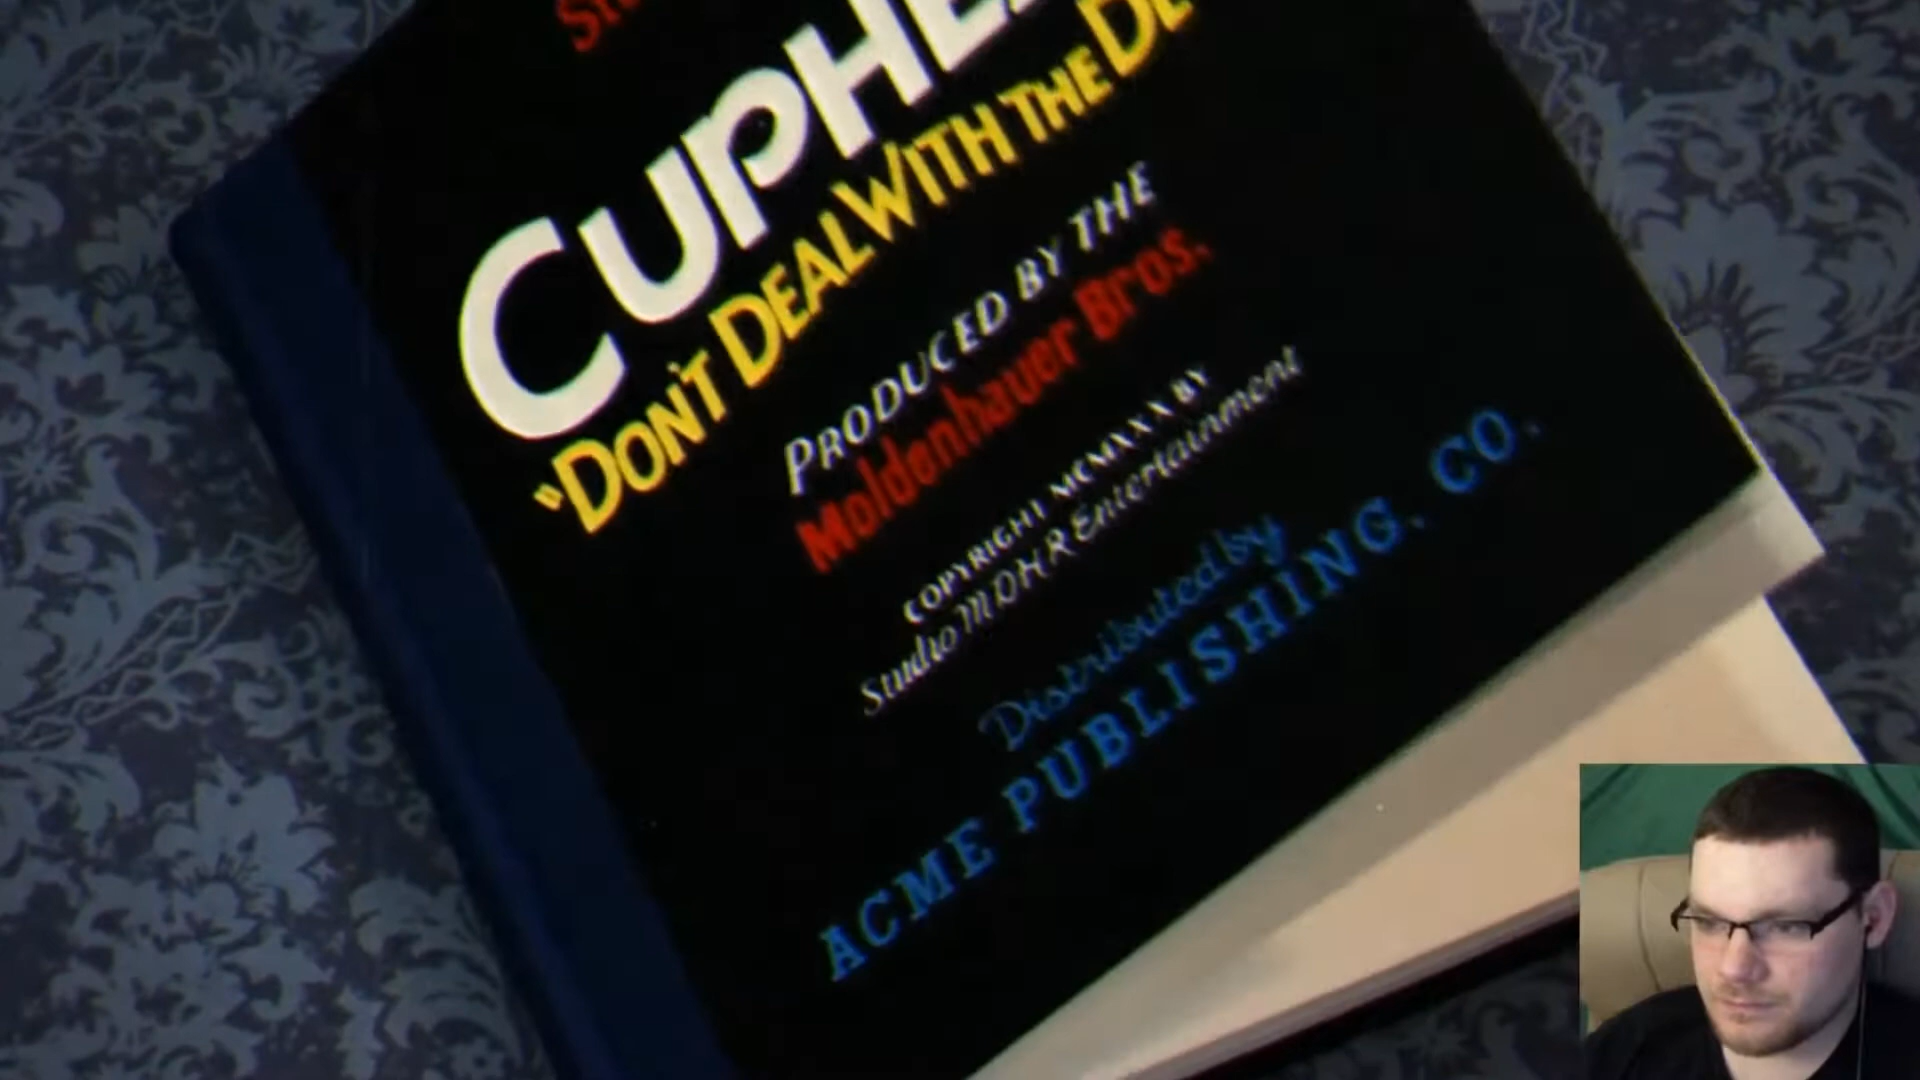 CUPHE
"DON'T DEAL WITH THE DE
PRODUCED BY THE
Moldenhauer Bros.
COPYRIGHT MCMXXX BY
Studio MDHR Entertainment
Distributed by
ACME PUBLISHING. CO.